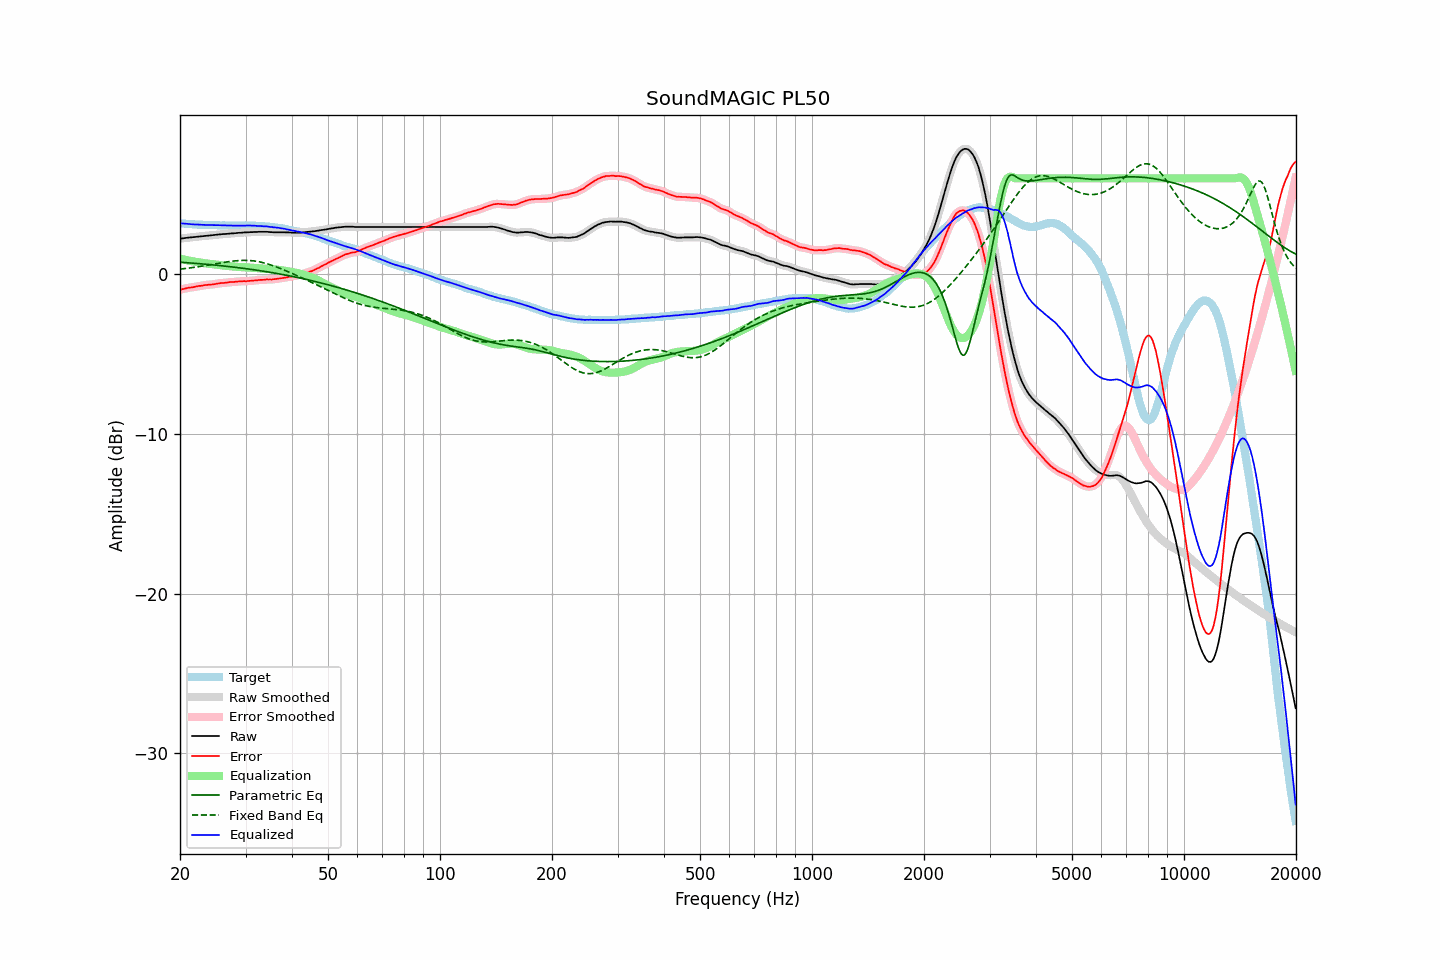 SoundMAGIC PL50
Amplitude (dBr)
0
−10
−20
−30
Target
Raw Smoothed
Error Smoothed
Raw
Error
Equalization
Parametric Eq
Fixed Band Eq
Equalized
20 50 100 200 500 1000 2000 5000 10000 20000
Frequency (Hz)